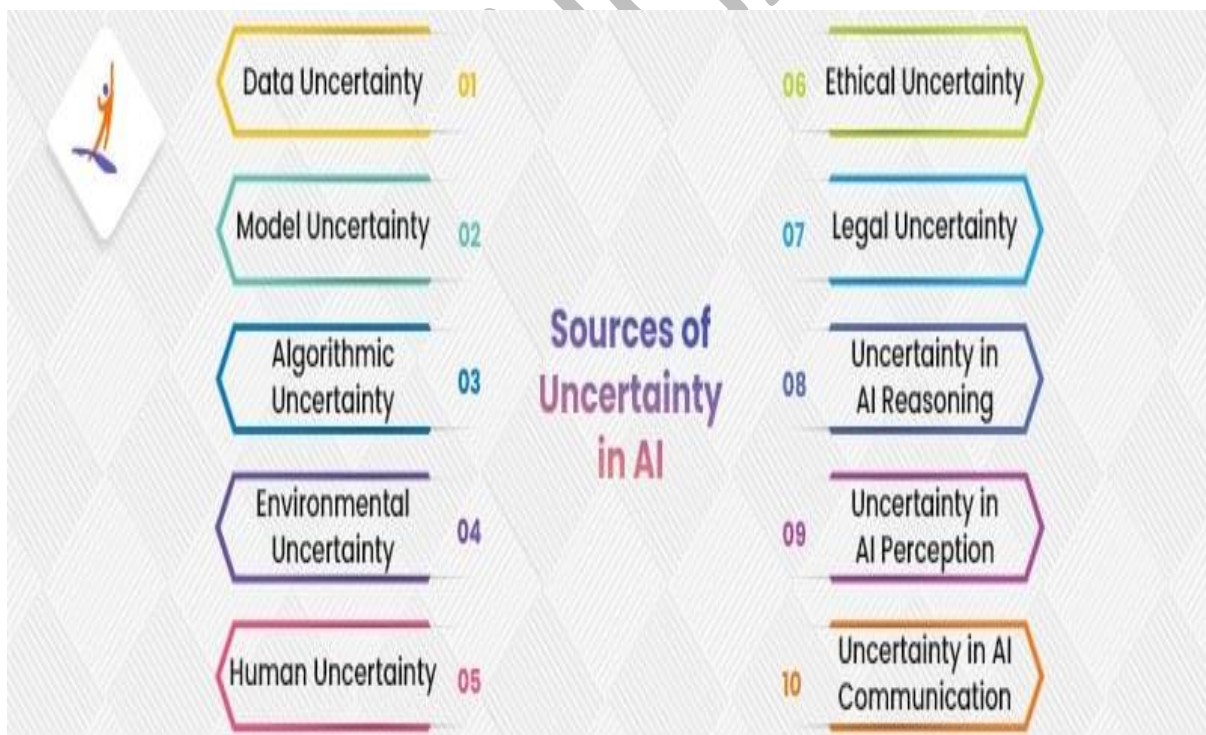 Data Uncertainty 01
Model Uncertainty 02
Algorithmic
Uncertainty 03
Environmental
Uncertainty 04
Human Uncertainty 05
Sources of
Uncertainty
in AI
06 Ethical Uncertainty
07 Legal Uncertainty
08 Uncertainty in
AI Reasoning
09 Uncertainty in
AI Perception
10 Uncertainty in AI
Communication